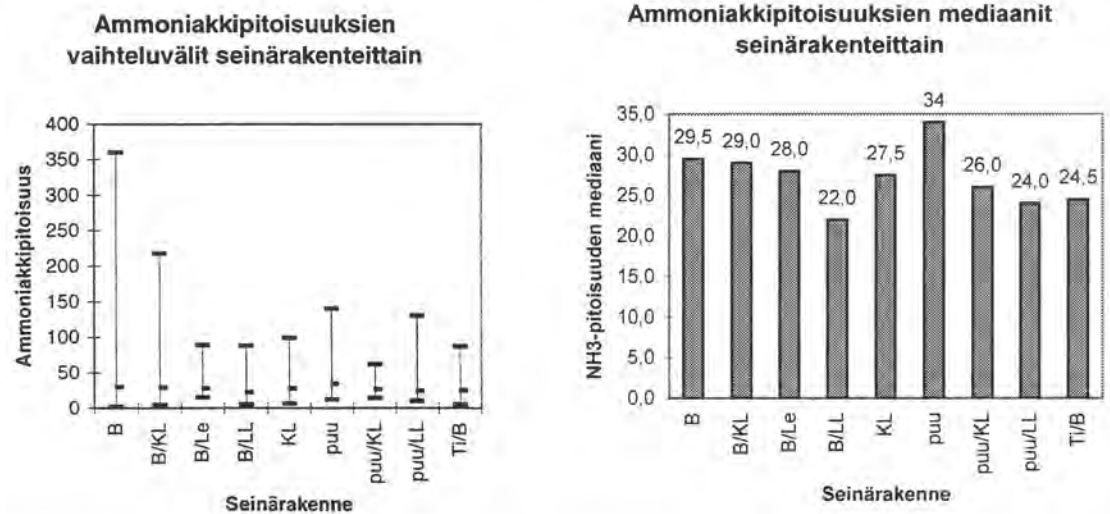 Ammoniakkipitoisuuksien
vaihteluvälit seinärakenteittain
Ammoniakkipitoisuus
400
350
300
250
200
150
100
50
0
B
B/KL
B/Le
B/LL
KL
puu
puu/KL
puu/LL
Ti/B
Seinärakenne
Ammoniakkipitoisuuksien mediaanit
seinärakenteittain
NH3-pitoisuuden mediaani
35,0
30,0
25,0
20,0
15,0
10,0
5,0
0,0
29,5
29,0
28,0
22,0
27,5
34
26,0
24,0
24,5
B
B/KL
B/Le
B/LL
KL
puu
puu/KL
puu/LL
Ti/B
Seinärakenne